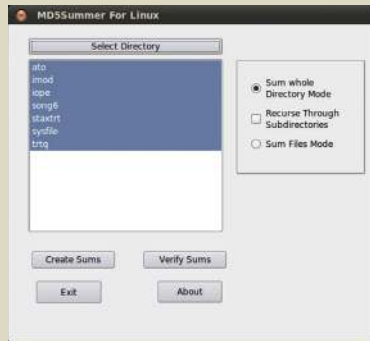 MD5Summer For Linux
Select Directory
ato
imod
iope
song6
staxtrt
sysfile
trtq
Sum whole
Directory Mode
Recurse Through
Subdirectories
Sum Files Mode
Create Sums
Verify Sums
Exit
About